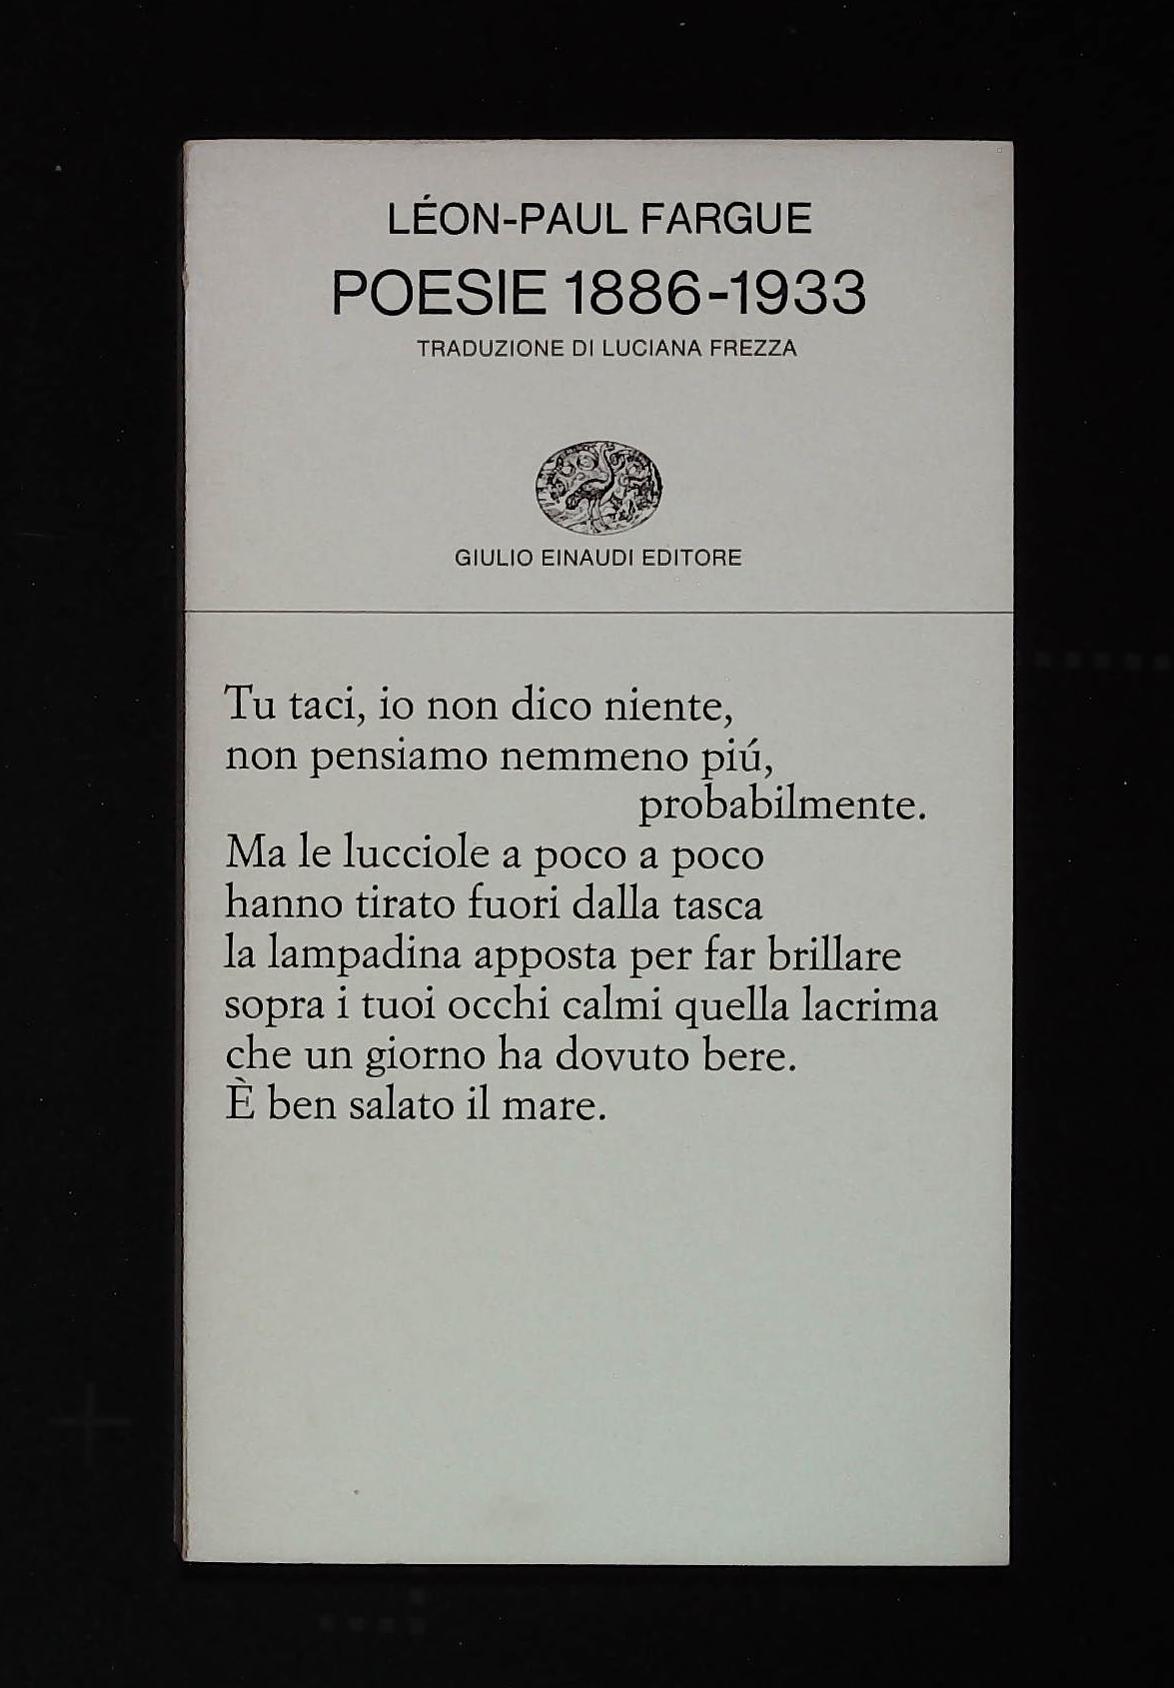 LÉON-PAUL FARGUE
POESIE 1886-1933
TRADUZIONE DI LUCIANA FREZZA
GIULIO EINAUDI EDITORE
Tu taci, io non dico niente,
non pensiamo nemmeno piú,
probabilmente.
Ma le lucciole a poco a poco
hanno tirato fuori dalla tasca
la lampadina apposta per far brillare
sopra i tuoi occhi calmi quella lacrima
che un giorno ha dovuto bere.
È ben salato il mare.